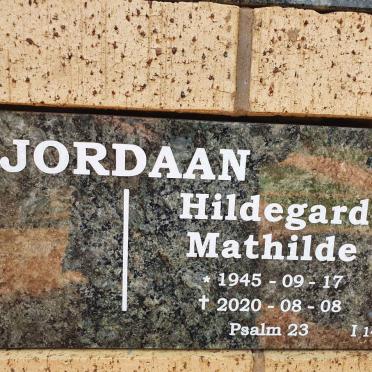 JORDAAN
Hildegard
Mathilde
* 1945 - 09 - 17
† 2020 - 08 - 08
Psalm 23 I